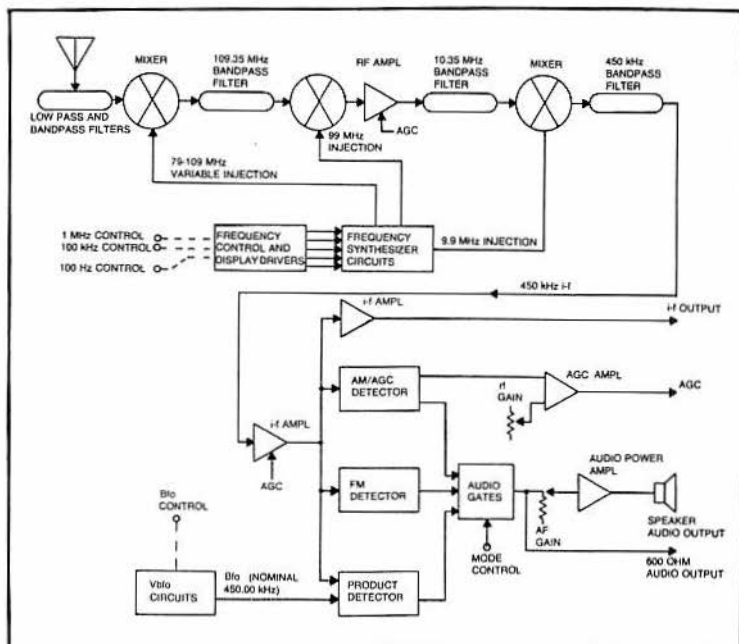 MIXER
109.35 MHz
BANDPASS
FILTER
RF AMPL
10.35 MHz
BANDPASS
FILTER
MIXER
450 kHz
BANDPASS
FILTER
LOW PASS AND
BANDPASS FILTERS
AGC
99 MHz
INJECTION
79-109 MHz
VARIABLE INJECTION
1 MHz CONTROL
100 kHz CONTROL
100 Hz CONTROL
FREQUENCY
CONTROL AND
DISPLAY DRIVERS
FREQUENCY
SYNTHESIZER
CIRCUITS
9.9 MHz INJECTION
450 kHz i-f
i-f AMPL
i-f OUTPUT
AM/AGC
DETECTOR
rf
GAIN
AGC AMPL
AGC
i-f AMPL
AGC
FM
DETECTOR
AUDIO
GATES
AUDIO POWER
AMPL
AF
GAIN
SPEAKER
AUDIO OUTPUT
600 OHM
AUDIO OUTPUT
MODE
CONTROL
Bfo
CONTROL
Vbfo
CIRCUITS
Bfo (NOMINAL
450.00 kHz)
PRODUCT
DETECTOR